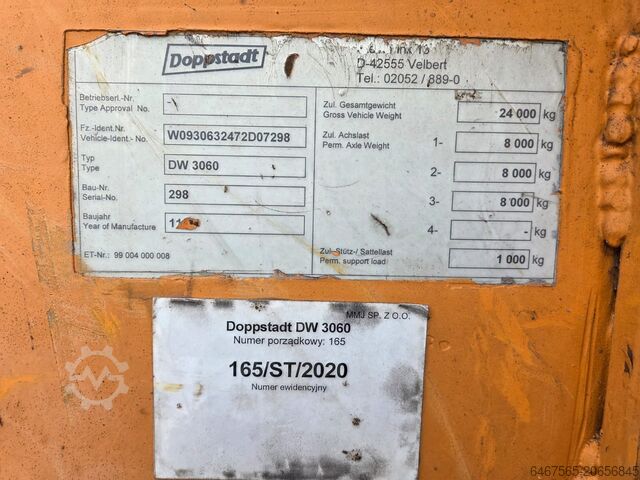 Doppstadt
D-42555 Velbert
Tel.: 02052 / 889-0
Betriebserl.-Nr.
Type Approval No.
-
Fz.-Ident.Nr.
Vehicle-Ident.- No.
W0930632472D07298
Typ
Type
DW 3060
Bau-Nr.
Serial-No.
298
Baujahr
Year of Manufacture
ET-Nr.: 99 004 000 008
Zul. Gesamtgewicht
Gross Vehicle Weight
24 000 kg
Zul. Achslast
Perm. Axle Weight
1- 8 000 kg
2- 8 000 kg
3- 8 000 kg
4- - kg
Zul. Stütz-/ Sattellast
Perm. support load
1 000 kg
MMJ SP. Z O.O.
Doppstadt DW 3060
Numer porządkowy: 165
165/ST/2020
Numer ewidencyjny
6467565-20656845